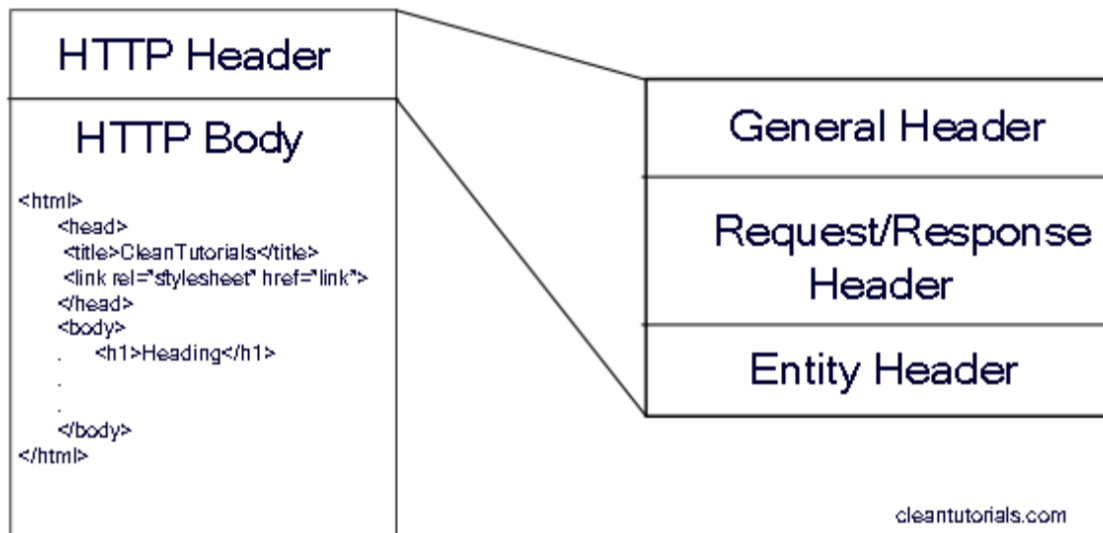 HTTP Header
HTTP Body
<html>
<head>
<title>CleanTutorials</title>
<link rel="stylesheet" href="link">
</head>
<body>
. <h1>Heading</h1>
.
.
</body>
</html>
General Header
Request/Response
Header
Entity Header
cleantutorials.com